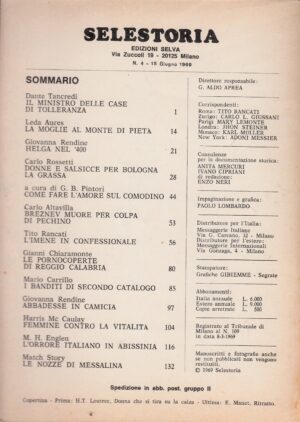 SELESTORIA
EDIZIONI SELVA
Via Zuccoli 19 - 20125 Milano
N. 4 - 15 Giugno 1969
SOMMARIO
Dante Tancredi
IL MINISTRO DELLE CASE
DI TOLLERANZA 1
Leda Aures
LA MOGLIE AL MONTE DI PIETA 14
Giovanna Rendine
HELGA NEL '400 21
Carlo Rossetti
DONNE E SALSICCE PER BOLOGNA
LA GRASSA 28
a cura di G. B. Pintori
COME FARE L'AMORE SUL COMODINO 44
Carlo Altavilla
BREZNEV MUORE PER COLPA
DI PECHINO 53
Tito Rancati
L'IMENE IN CONFESSIONALE 56
Gianni Chiaramonne
LE PORNOCOPERTE
DI REGGIO CALABRIA 80
Mario Carrillo
I BANDITI DI SECONDO CATALOGO 85
Giovanna Rendine
ABBADESSE IN CAMICIA 97
Harris Mc Caulay
FEMMINE CONTRO LA VITALITA 104
M. H. Englen
L'ORRORE ITALIANO IN ABISSINIA 116
Match Story
LE NOZZE DI MESSALINA 132
Direttore responsabile:
G. ALDO APREA
Corrispondenti:
Roma: TITO RANCATI
Zurigo: CARLO L. GIUSSANI
Parigi: MARY LEMONTE
Londra: JHON STEINER
Monaco: KARL MULLER
New York: ADONI MESSIER
Consulenze
per la documentazione storica:
ANITA MERCURI
IVANO CIPRIANI
di redazione:
ENZO NERI
Impaginazione e grafica:
PAOLO LOMBARDO
Distributore per l'Italia:
Messaggerie Italiane
Via G. Carcano, 32 - Milano
Distributore per l'estero:
Messaggerie Internazionali
Via Gonzaga, 4 - Milano
Stampatore:
Grafiche GIHEMME - Segrate
Abbonamenti:
Italia annuale L. 6.000
Estero annuale L. 9.000
Copie arretrate L. 500
Registrato al Tribunale di
Milano al N. 109
in data 8-3-1969
Manoscritti e fotografie anche
se non pubblicati non vengono
restituiti.
© 1969 Selestoria
Spedizione in abb. post. gruppo II
Copertina - Prima: H.T. Loutrec, Donna che si tira su la calza - Ultima: E. Manet, Ritratto.